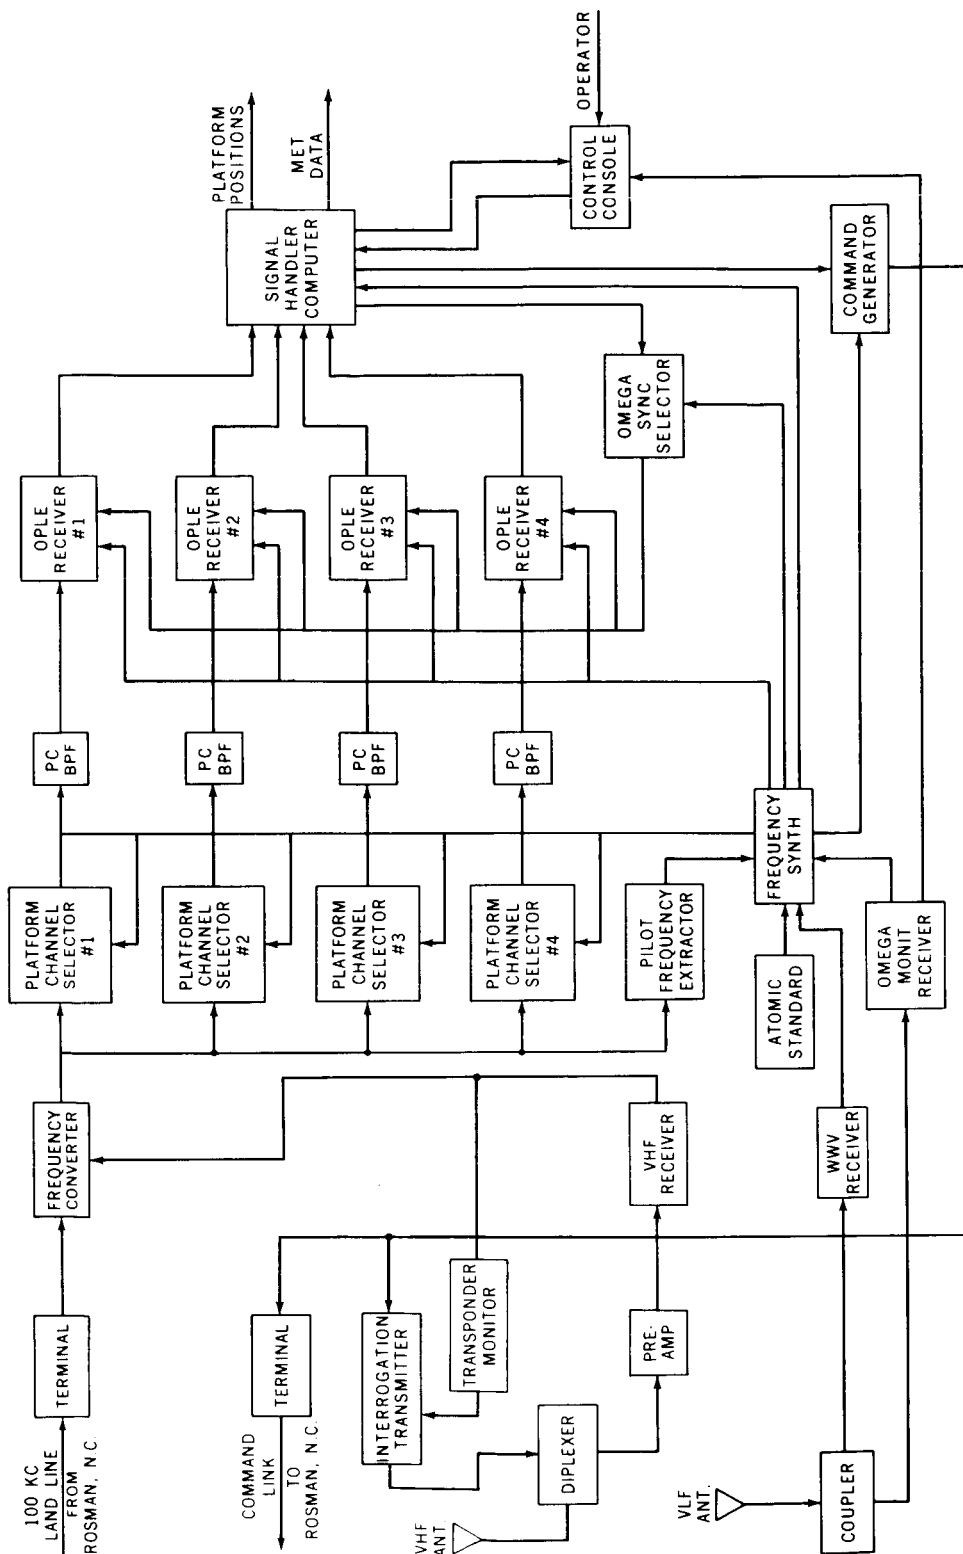 100 KC
LAND LINE
FROM
ROSMAN, N.C.
TERMINAL
FREQUENCY
CONVERTER
PLATFORM
CHANNEL
SELECTOR
#1
PC
BPF
OPLE
RECEIVER
#1
PLATFORM
CHANNEL
SELECTOR
#2
PC
BPF
OPLE
RECEIVER
#2
PLATFORM
CHANNEL
SELECTOR
#3
PC
BPF
OPLE
RECEIVER
#3
PLATFORM
CHANNEL
SELECTOR
#4
PC
BPF
OPLE
RECEIVER
#4
SIGNAL
HANDLER
COMPUTER
PLATFORM
POSITIONS
MET
DATA
COMMAND
LINK
TO
ROSMAN, N.C.
TERMINAL
INTERROGATION
TRANSMITTER
TRANSPONDER
MONITOR
VHF
ANT.
DIPLEXER
PRE-
AMP
VHF
RECEIVER
PILOT
FREQUENCY
EXTRACTOR
OMEGA
SYNC
SELECTOR
CONTROL
CONSOLE
OPERATOR
VLF
ANT.
COUPLER
WWV
RECEIVER
ATOMIC
STANDARD
FREQUENCY
SYNTH
OMEGA
MONIT
RECEIVER
COMMAND
GENERATOR